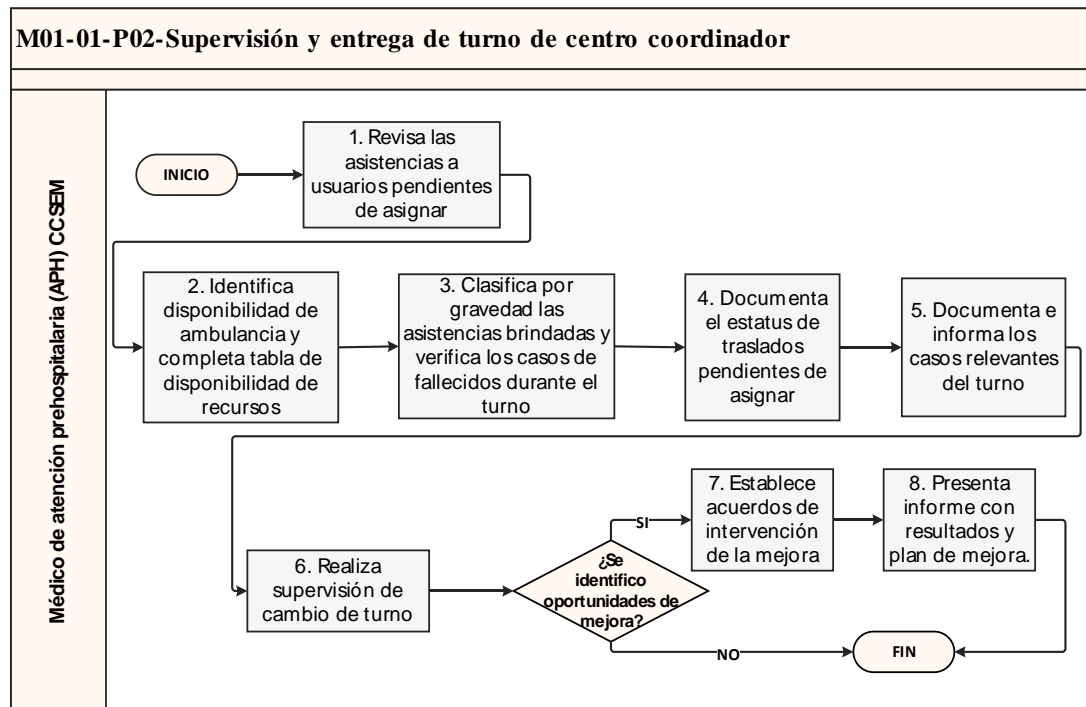 M01-01-P02-Supervisión y entrega de turno de centro coordinador
Médico de atención prehospitalaria (APH) CCSEM
INICIO
1. Revisa las
asistencias a
usuarios pendientes
de asignar
2. Identifica
disponibilidad de
ambulancia y
completa tabla de
disponibilidad de
recursos
3. Clasifica por
gravedad las
asistencias brindadas y
verifica los casos de
fallecidos durante el
turno
4. Documenta
el estatus de
traslados
pendientes de
asignar
5. Documenta e
informa los
casos relevantes
del turno
6. Realiza
supervisión de
cambio de turno
¿Se
identifico
oportunidades de
mejora?
SI
7. Establece
acuerdos de
intervención
de la mejora
8. Presenta
informe con
resultados y
plan de mejora.
NO
FIN